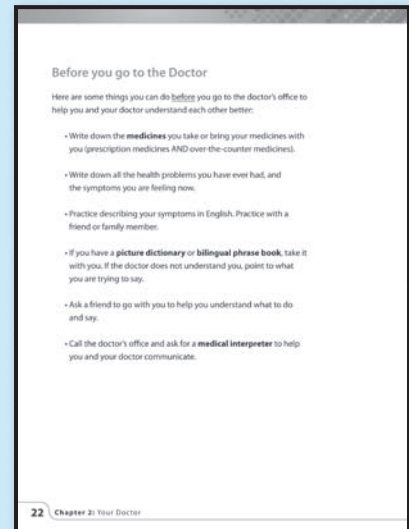 Before you go to the Doctor
Here are some things you can do before you go to the doctor's office to
help you and your doctor understand each other better:
• Write down the medicines you take or bring your medicines with
you (prescription medicines AND over-the-counter medicines).
• Write down all the health problems you have ever had, and
the symptoms you are feeling now.
• Practice describing your symptoms in English. Practice with a
friend or family member.
• If you have a picture dictionary or bilingual phrase book, take it
with you. If the doctor does not understand you, point to what
you are trying to say.
• Ask a friend to go with you to help you understand what to do
and say.
• Call the doctor's office and ask for a medical interpreter to help
you and your doctor communicate.
22 Chapter 2: Your Doctor